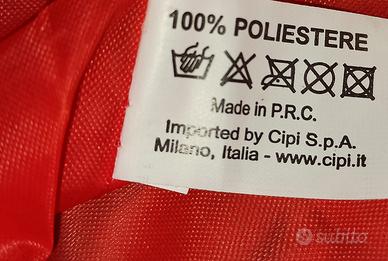 100% POLIESTERE
Made in P.R.C.
Imported by Cipi S.p.A.
Milano, Italia - www.cipi.it
subito